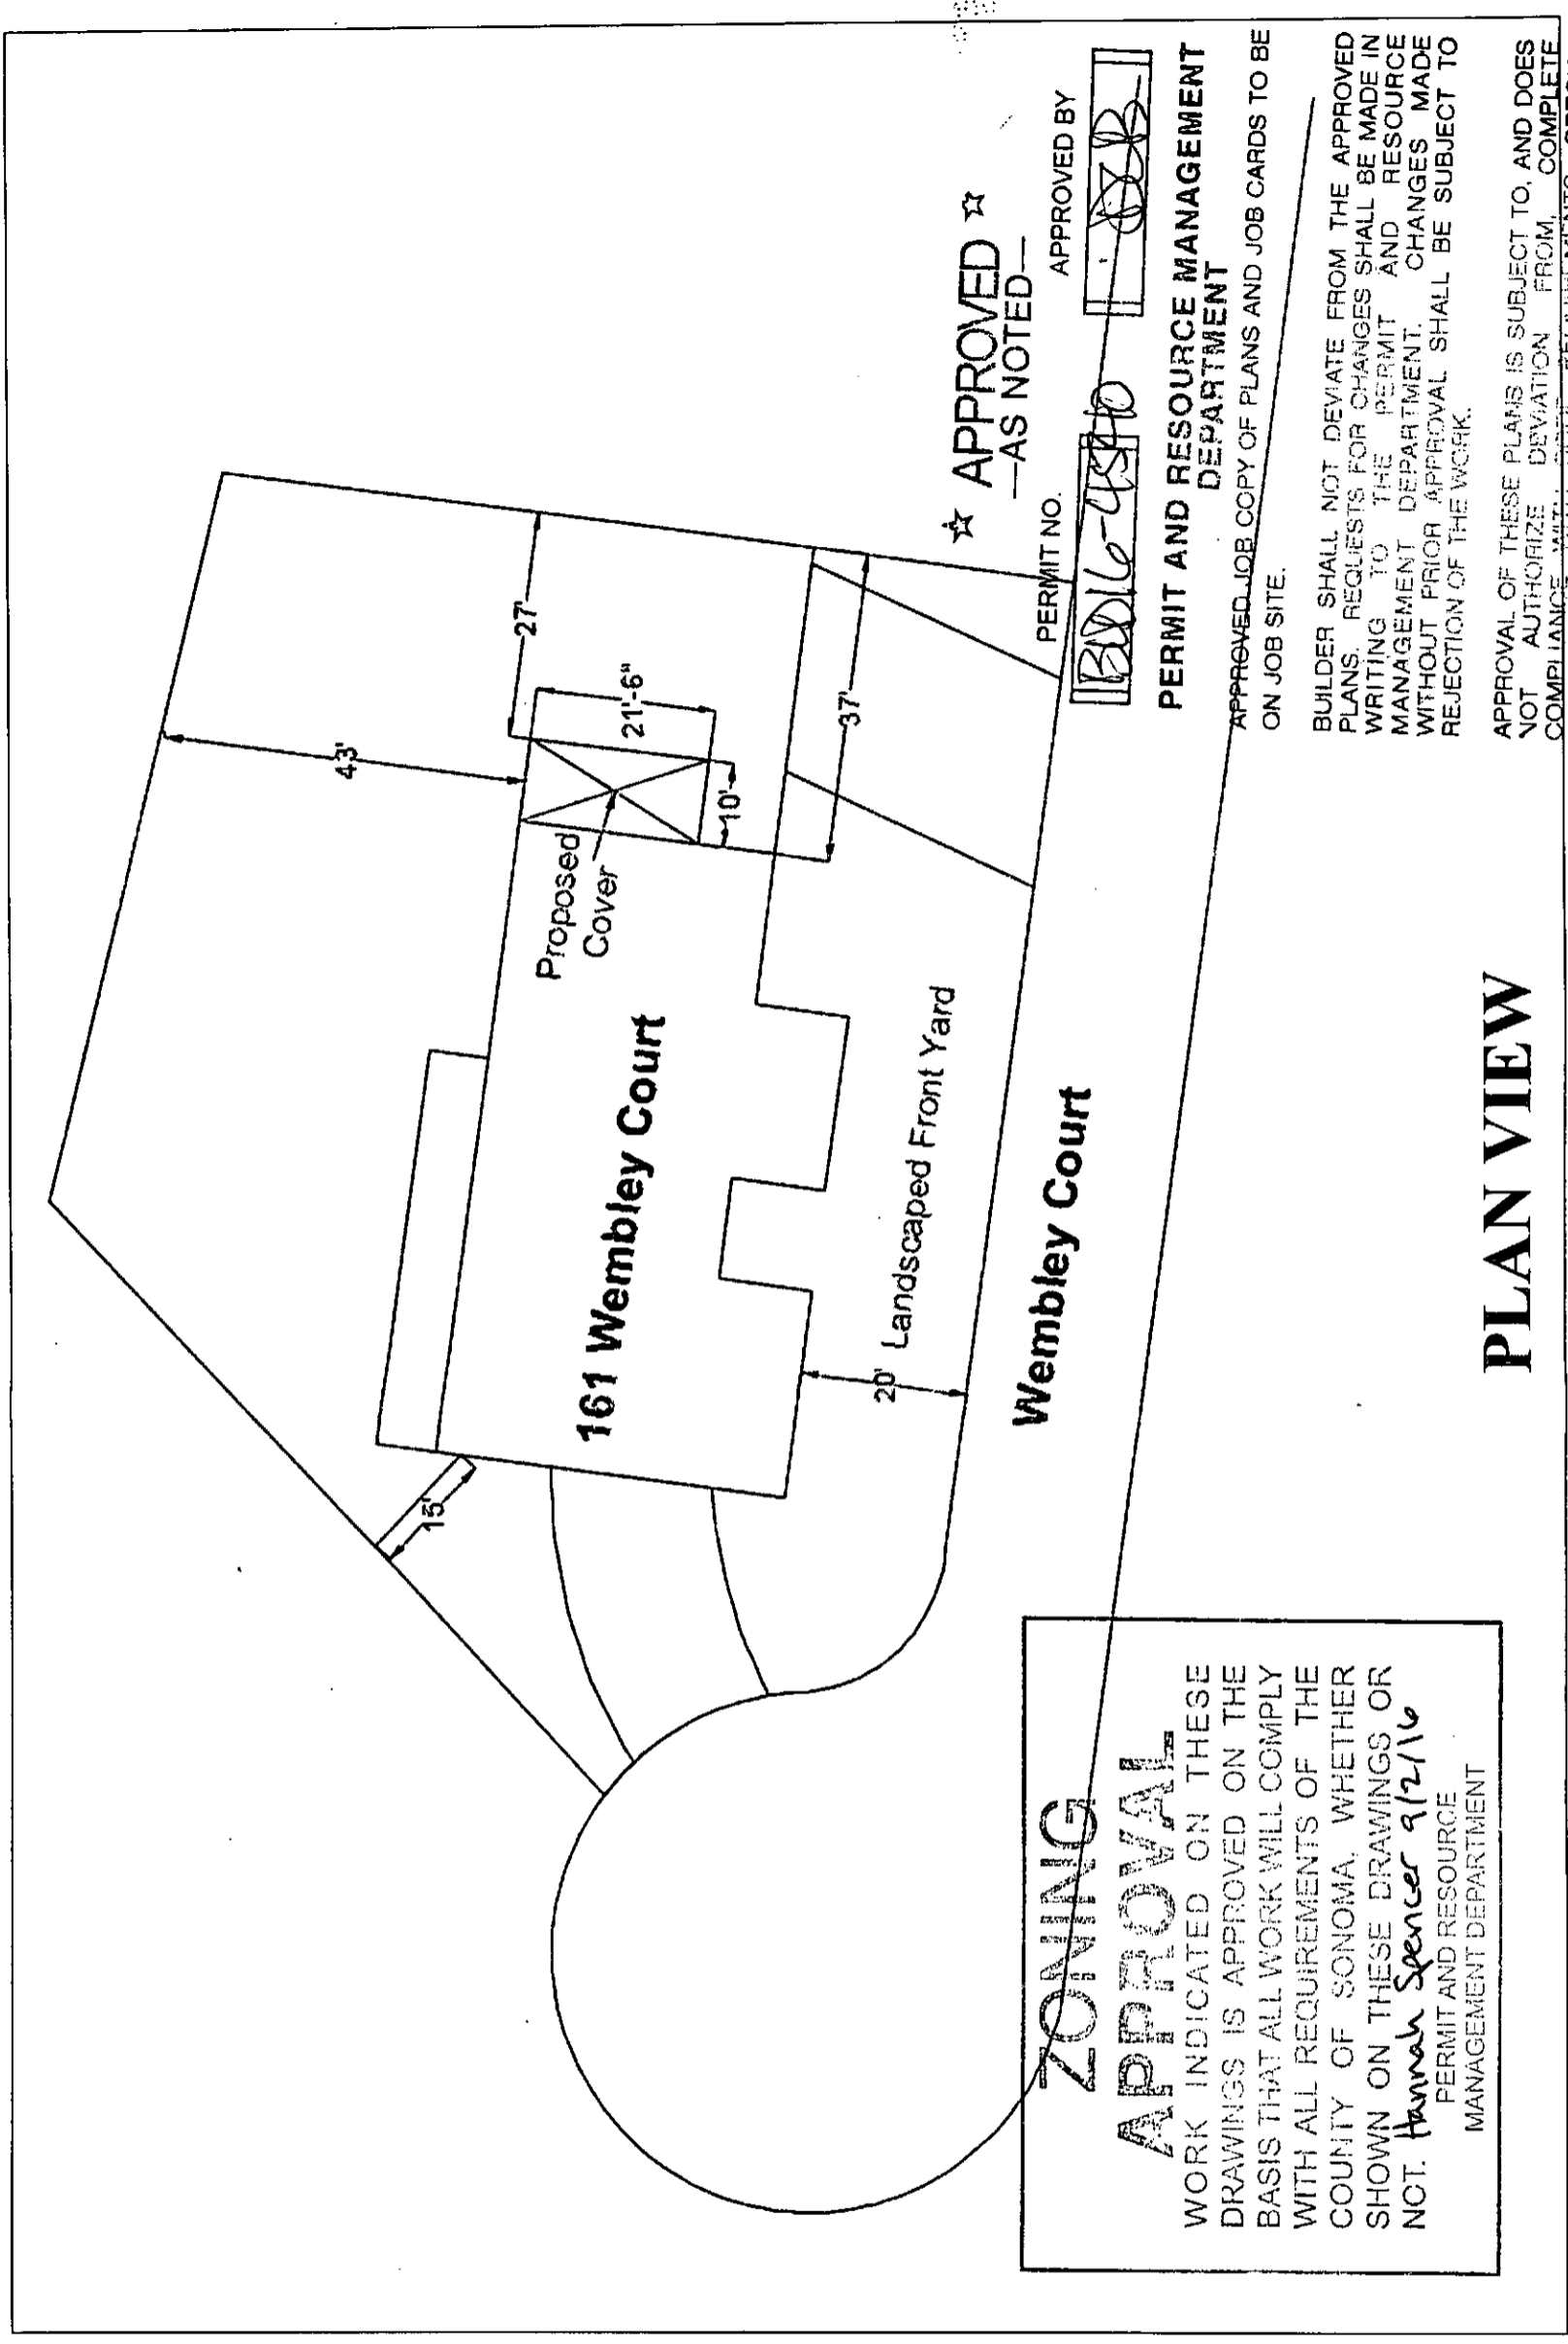 43'
27'
21'-6"
Proposed
Cover
10'
37'
15'
161 Wembley Court
20'
Landscaped Front Yard
Wembley Court
☆ APPROVED ☆
—AS NOTED—
PERMIT NO.
APPROVED BY
PERMIT AND RESOURCE MANAGEMENT
DEPARTMENT
APPROVED JOB COPY OF PLANS AND JOB CARDS TO BE
ON JOB SITE.
BUILDER SHALL NOT DEVIATE FROM THE APPROVED
PLANS. REQUESTS FOR CHANGES SHALL BE MADE IN
WRITING TO THE PERMIT AND RESOURCE
MANAGEMENT DEPARTMENT. CHANGES MADE
WITHOUT PRIOR APPROVAL SHALL BE SUBJECT TO
REJECTION OF THE WORK.
APPROVAL OF THESE PLANS IS SUBJECT TO, AND DOES
NOT AUTHORIZE DEVIATION FROM, COMPLETE
COMPLIANCE WITH
ZONING
APPROVAL
WORK INDICATED ON THESE
DRAWINGS IS APPROVED ON THE
BASIS THAT ALL WORK WILL COMPLY
WITH ALL REQUIREMENTS OF THE
COUNTY OF SONOMA, WHETHER
SHOWN ON THESE DRAWINGS OR
NOT. Hannah Spencer 9/2/16
PERMIT AND RESOURCE
MANAGEMENT DEPARTMENT
PLAN VIEW